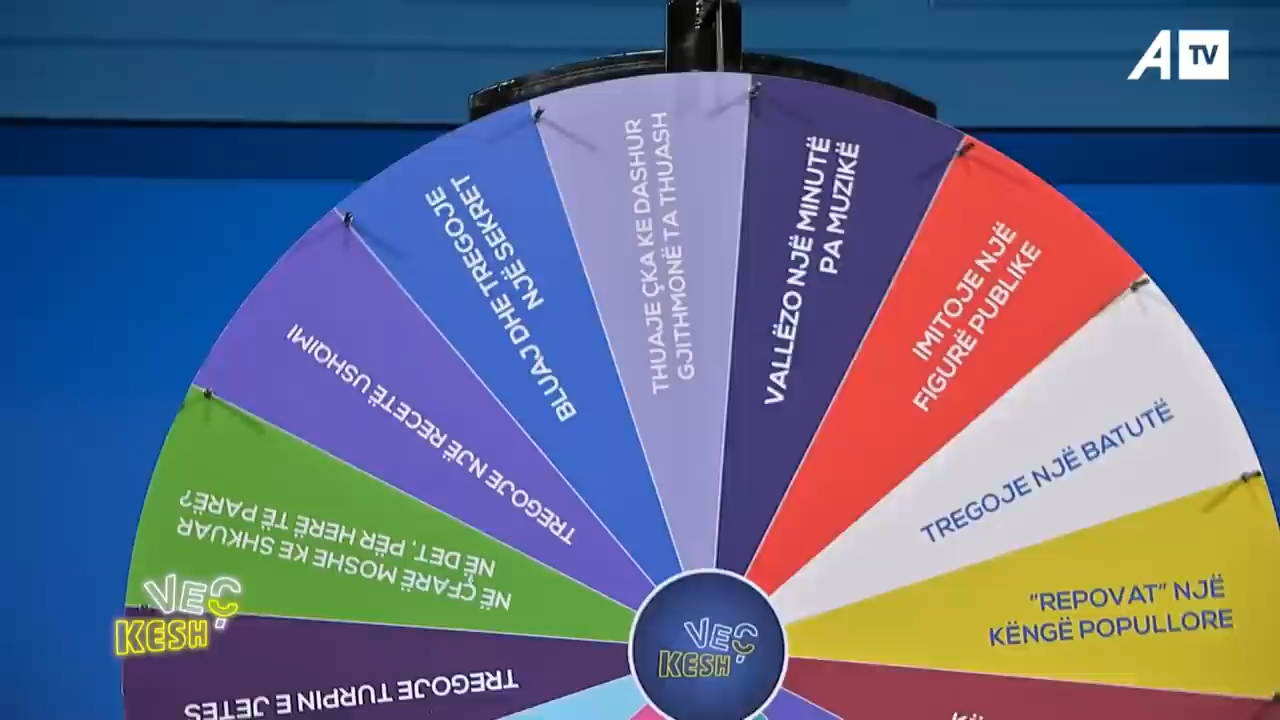 A TV
THUAJE ÇKA KE DASHUR
GJITHMONË TA THUASH
VALLËZO NJË MINUTË
PA MUZIKË
IMITOJE NJË
FIGURË PUBLIKE
TREGOJE NJË BATUTË
“REPOVAT” NJË
KËNGË POPULLORE
BLUAJ DHE TREGOJE
NJË SEKRET
TREGOJE NJË RECETË USHQIMI
NË ÇFARË MOSHE KE SHKUAR
NË DET, PËR HERË TË PARË?
TREGOJE TURPIN E JETËS
VEÇ
KESH
VEÇ
KESH